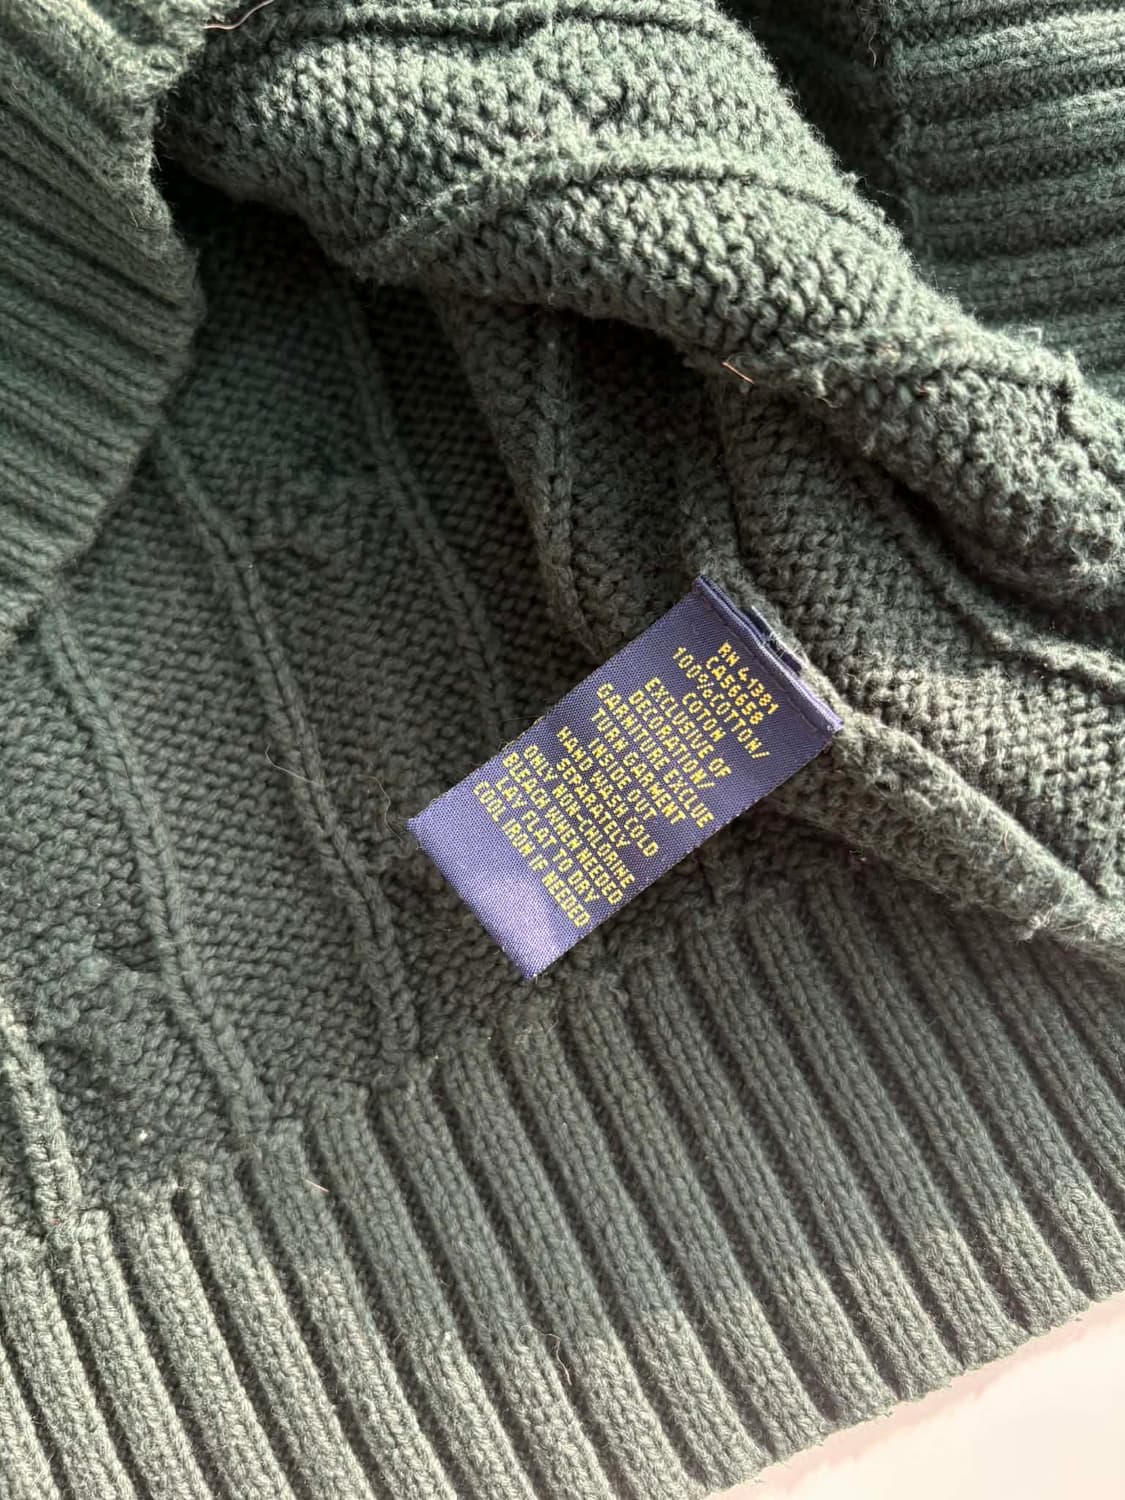 RN 41381
CA56658
100%COTTON/
COTON
EXCLUSIVE OF
DECORATION/
GARNITURE EXCLUE
TURN GARMENT
INSIDE OUT
HAND WASH COLD
SEPARATELY
ONLY NON-CHLORINE
BLEACH WHEN NEEDED
LAY FLAT TO DRY
COOL IRON IF NEEDED